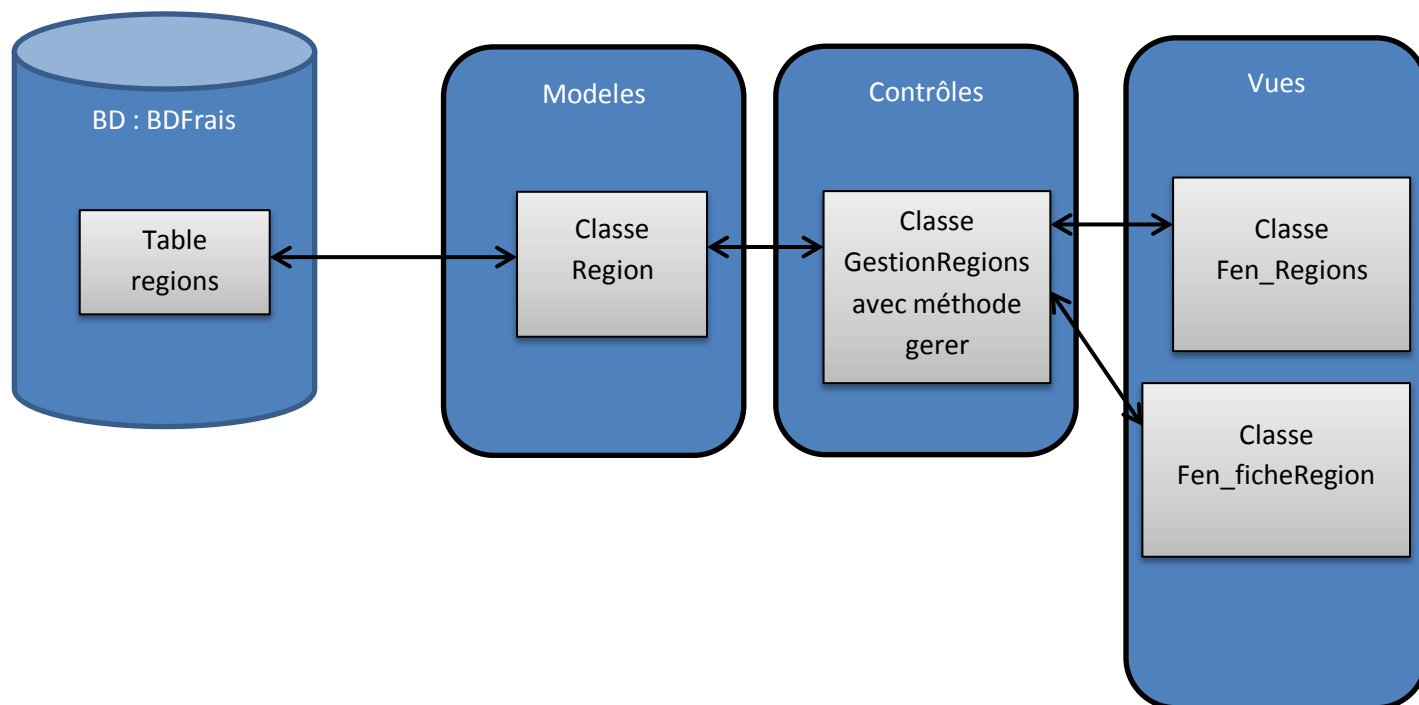 BD : BDFrais
Table
regions
Modeles
Classe
Region
Contrôles
Classe
GestionRegions
avec méthode
gerer
Vues
Classe
Fen_Regions
Classe
Fen_ficheRegion